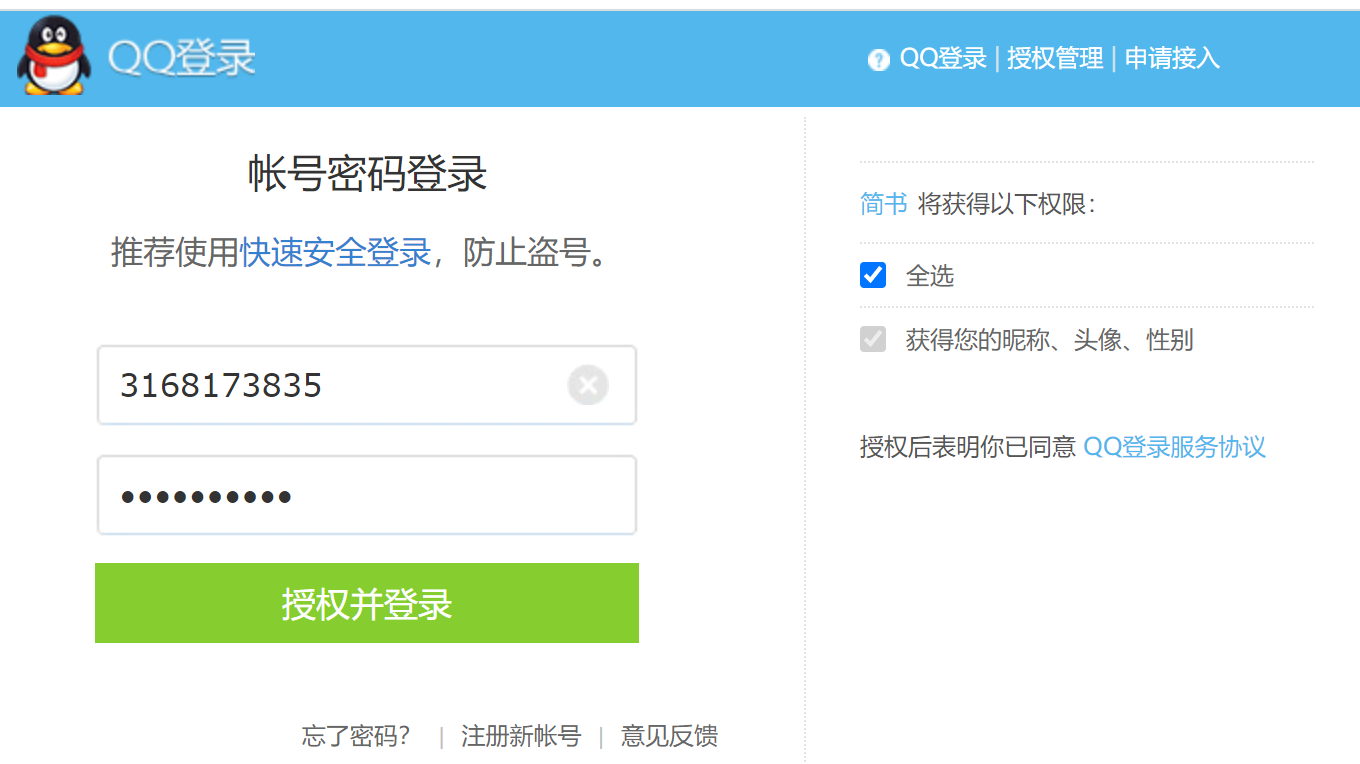 QQ登录
QQ登录 | 授权管理 | 申请接入
帐号密码登录
推荐使用快速安全登录，防止盗号。
3168173835
••••••••••
授权并登录
忘了密码？ | 注册新帐号 | 意见反馈
简书 将获得以下权限：
全选
获得您的昵称、头像、性别
授权后表明你已同意 QQ登录服务协议